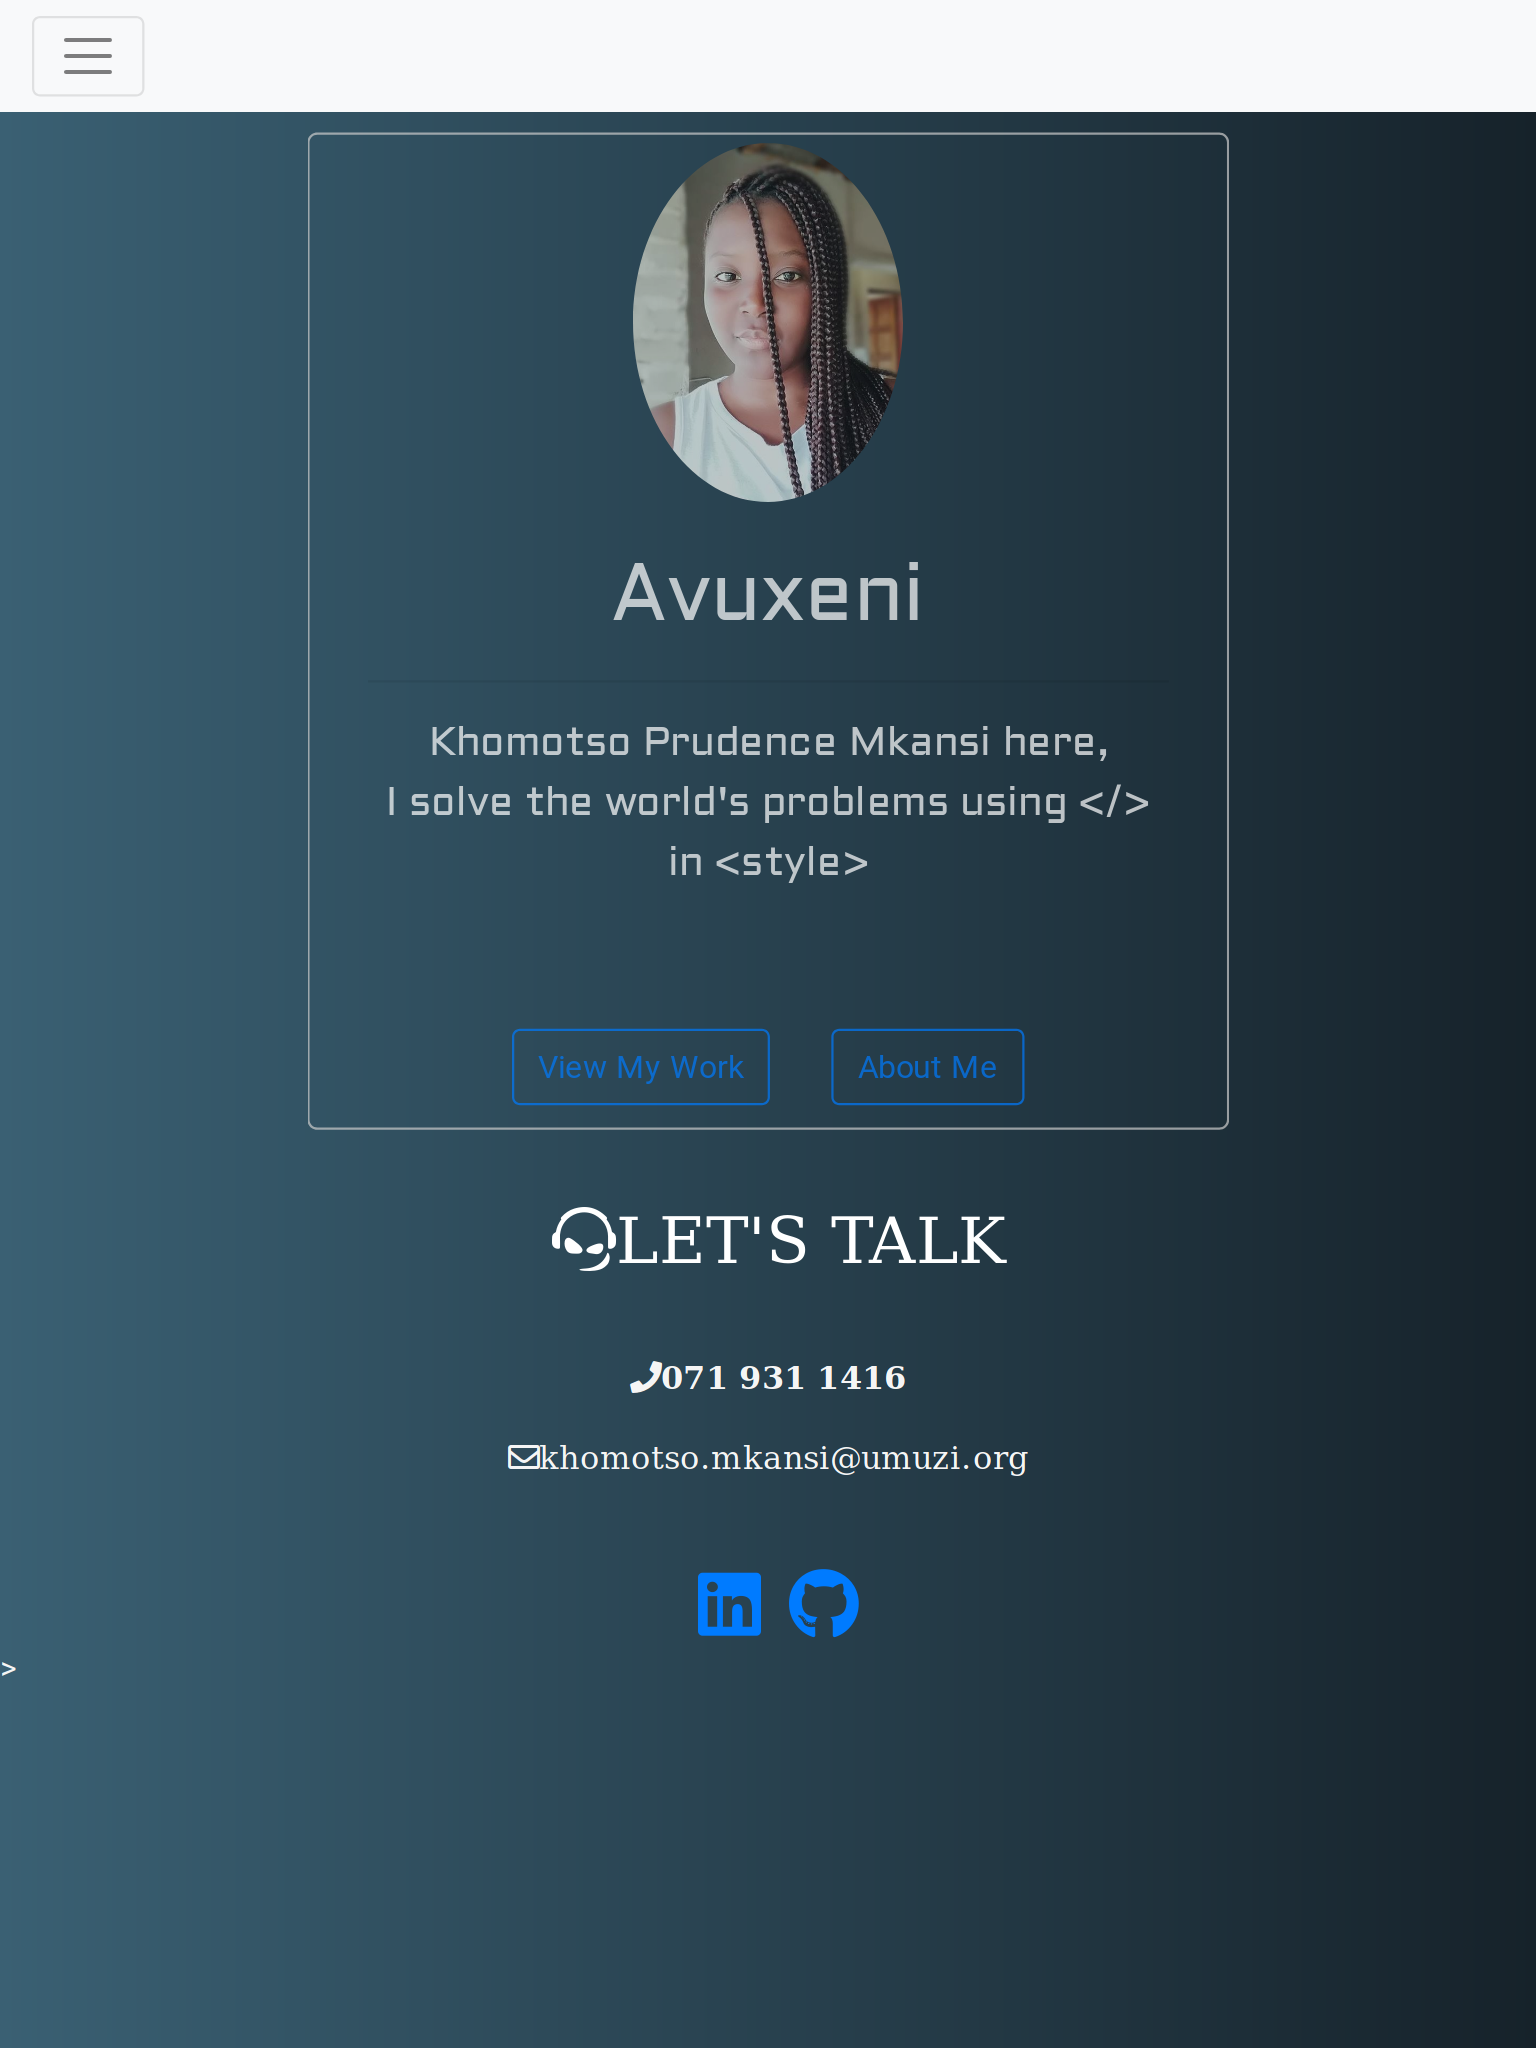 Avuxeni
Khomotso Prudence Mkansi here,
I solve the world's problems using </>
in <style>
View My Work
About Me
LET'S TALK
071 931 1416
khomotso.mkansi@umuzi.org
in
>